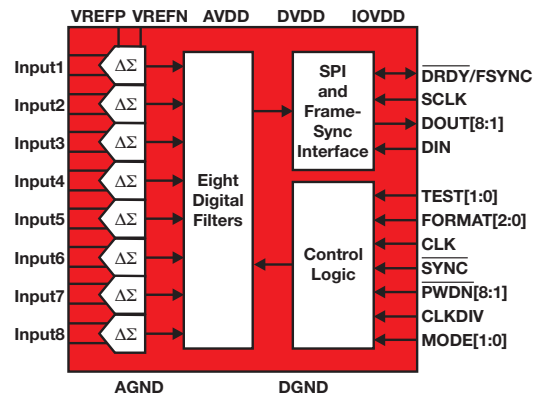 VREFP VREFN AVDD DVDD IOVDD
Input1
Input2
Input3
Input4
Input5
Input6
Input7
Input8
ΔΣ
ΔΣ
ΔΣ
ΔΣ
ΔΣ
ΔΣ
ΔΣ
ΔΣ
Eight
Digital
Filters
SPI
and
Frame-
Sync
Interface
Control
Logic
DRDY/FSYNC
SCLK
DOUT[8:1]
DIN
TEST[1:0]
FORMAT[2:0]
CLK
SYNC
PWDN[8:1]
CLKDIV
MODE[1:0]
AGND DGND